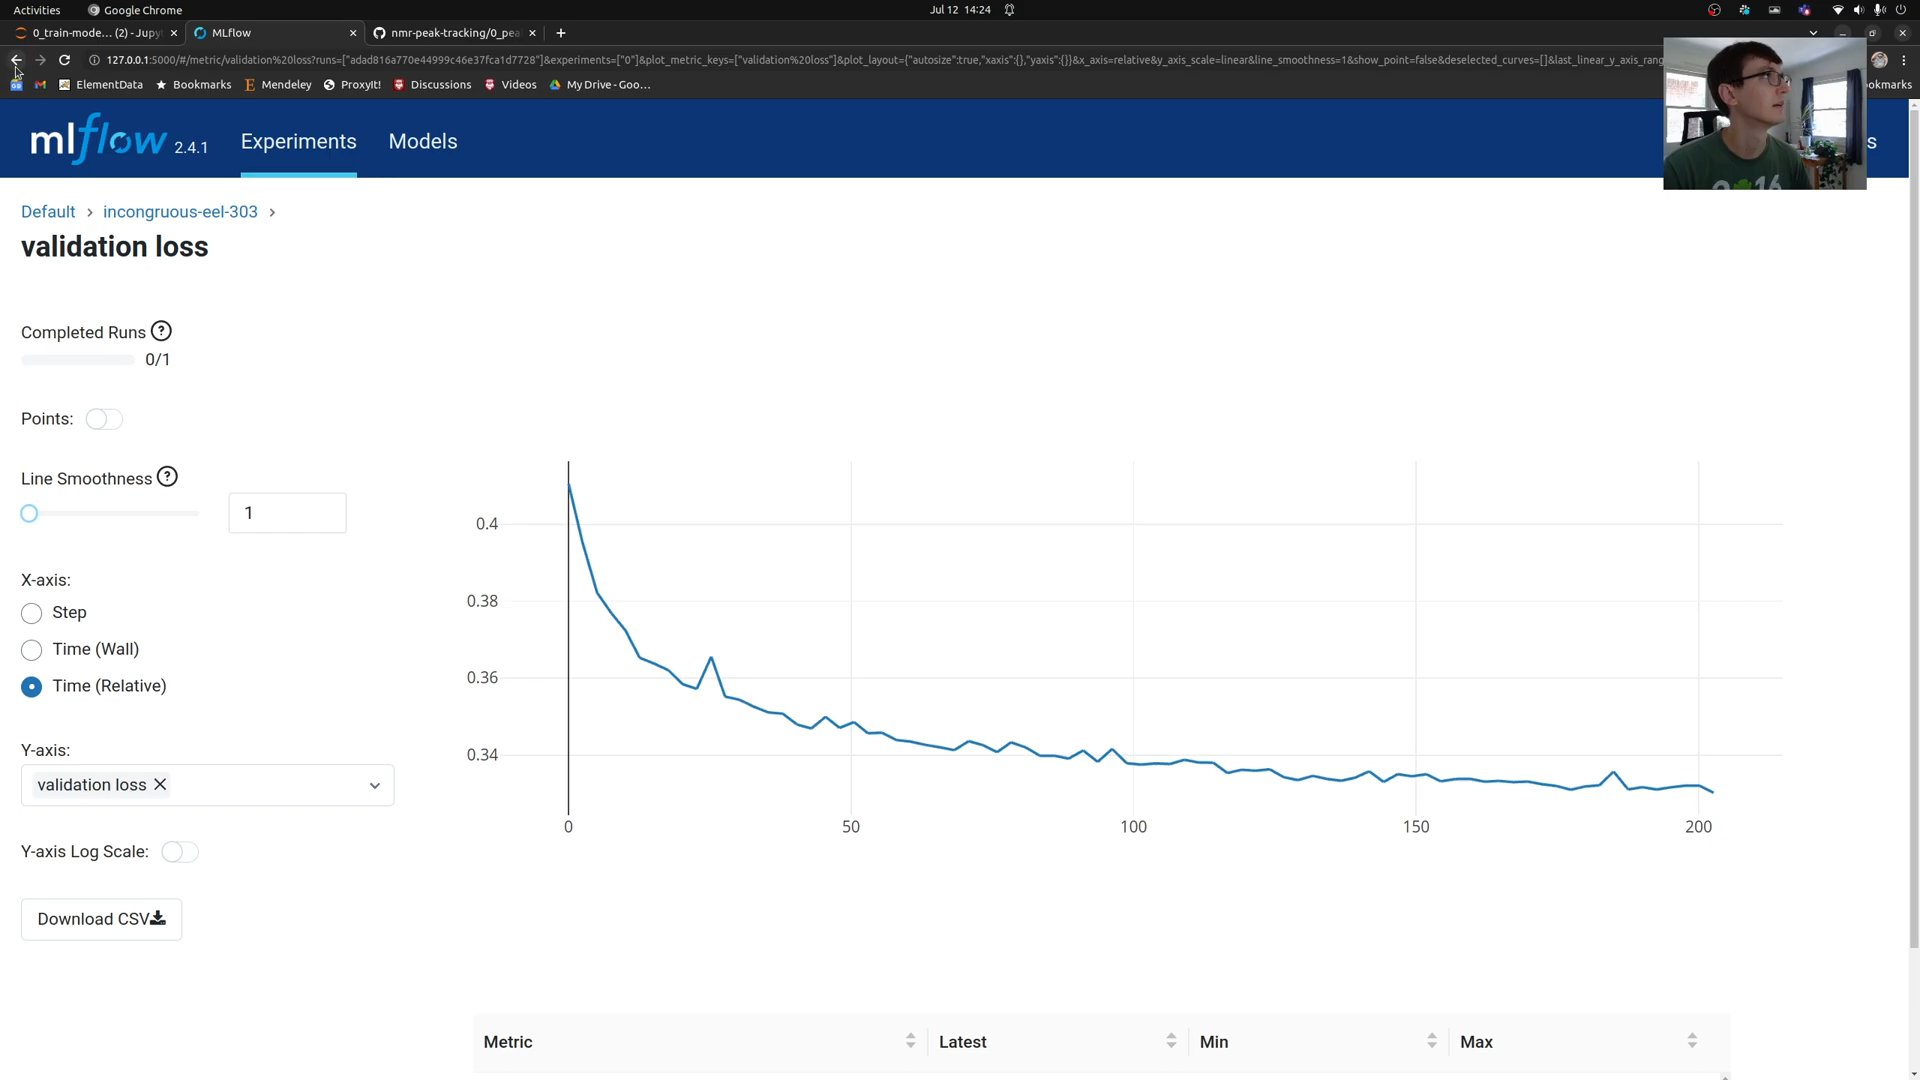 Activities
Google Chrome
Jul 12 14:24
0_train-mode... (2) - Jupyt
MLflow
nmr-peak-tracking/0_pea
127.0.0.1:5000/#/metric/validation%20loss?runs=["adad816a770e44999c46e37fca1d7728"]&experiments=["0"]&plot_metric_keys=["validation%20loss"]&plot_layout={"autosize":true,"xaxis":{},"yaxis":{}}&x_axis=relative&y_axis_scale=linear&line_smoothness=1&show_point=false&deselected_curves=[]&last_linear_y_axis_rang
ElementData
Bookmarks
Mendeley
ProxyIt!
Discussions
Videos
My Drive - Goo...
okmarks
mlflow 2.4.1
Experiments
Models
s
Default > incongruous-eel-303 >
validation loss
Completed Runs ?
0/1
Points:
Line Smoothness ?
1
X-axis:
Step
Time (Wall)
Time (Relative)
Y-axis:
validation loss
Y-axis Log Scale:
Download CSV
0.4
0.38
0.36
0.34
0
50
100
150
200
Metric
Latest
Min
Max